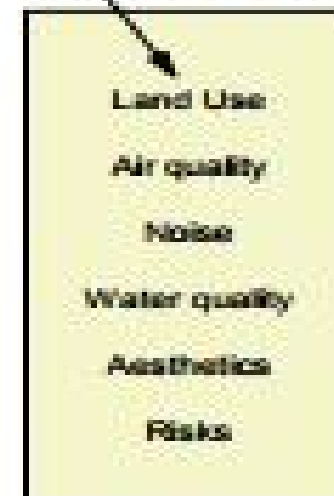 Land Use
Air quality
Noise
Water quality
Aesthetics
Risks